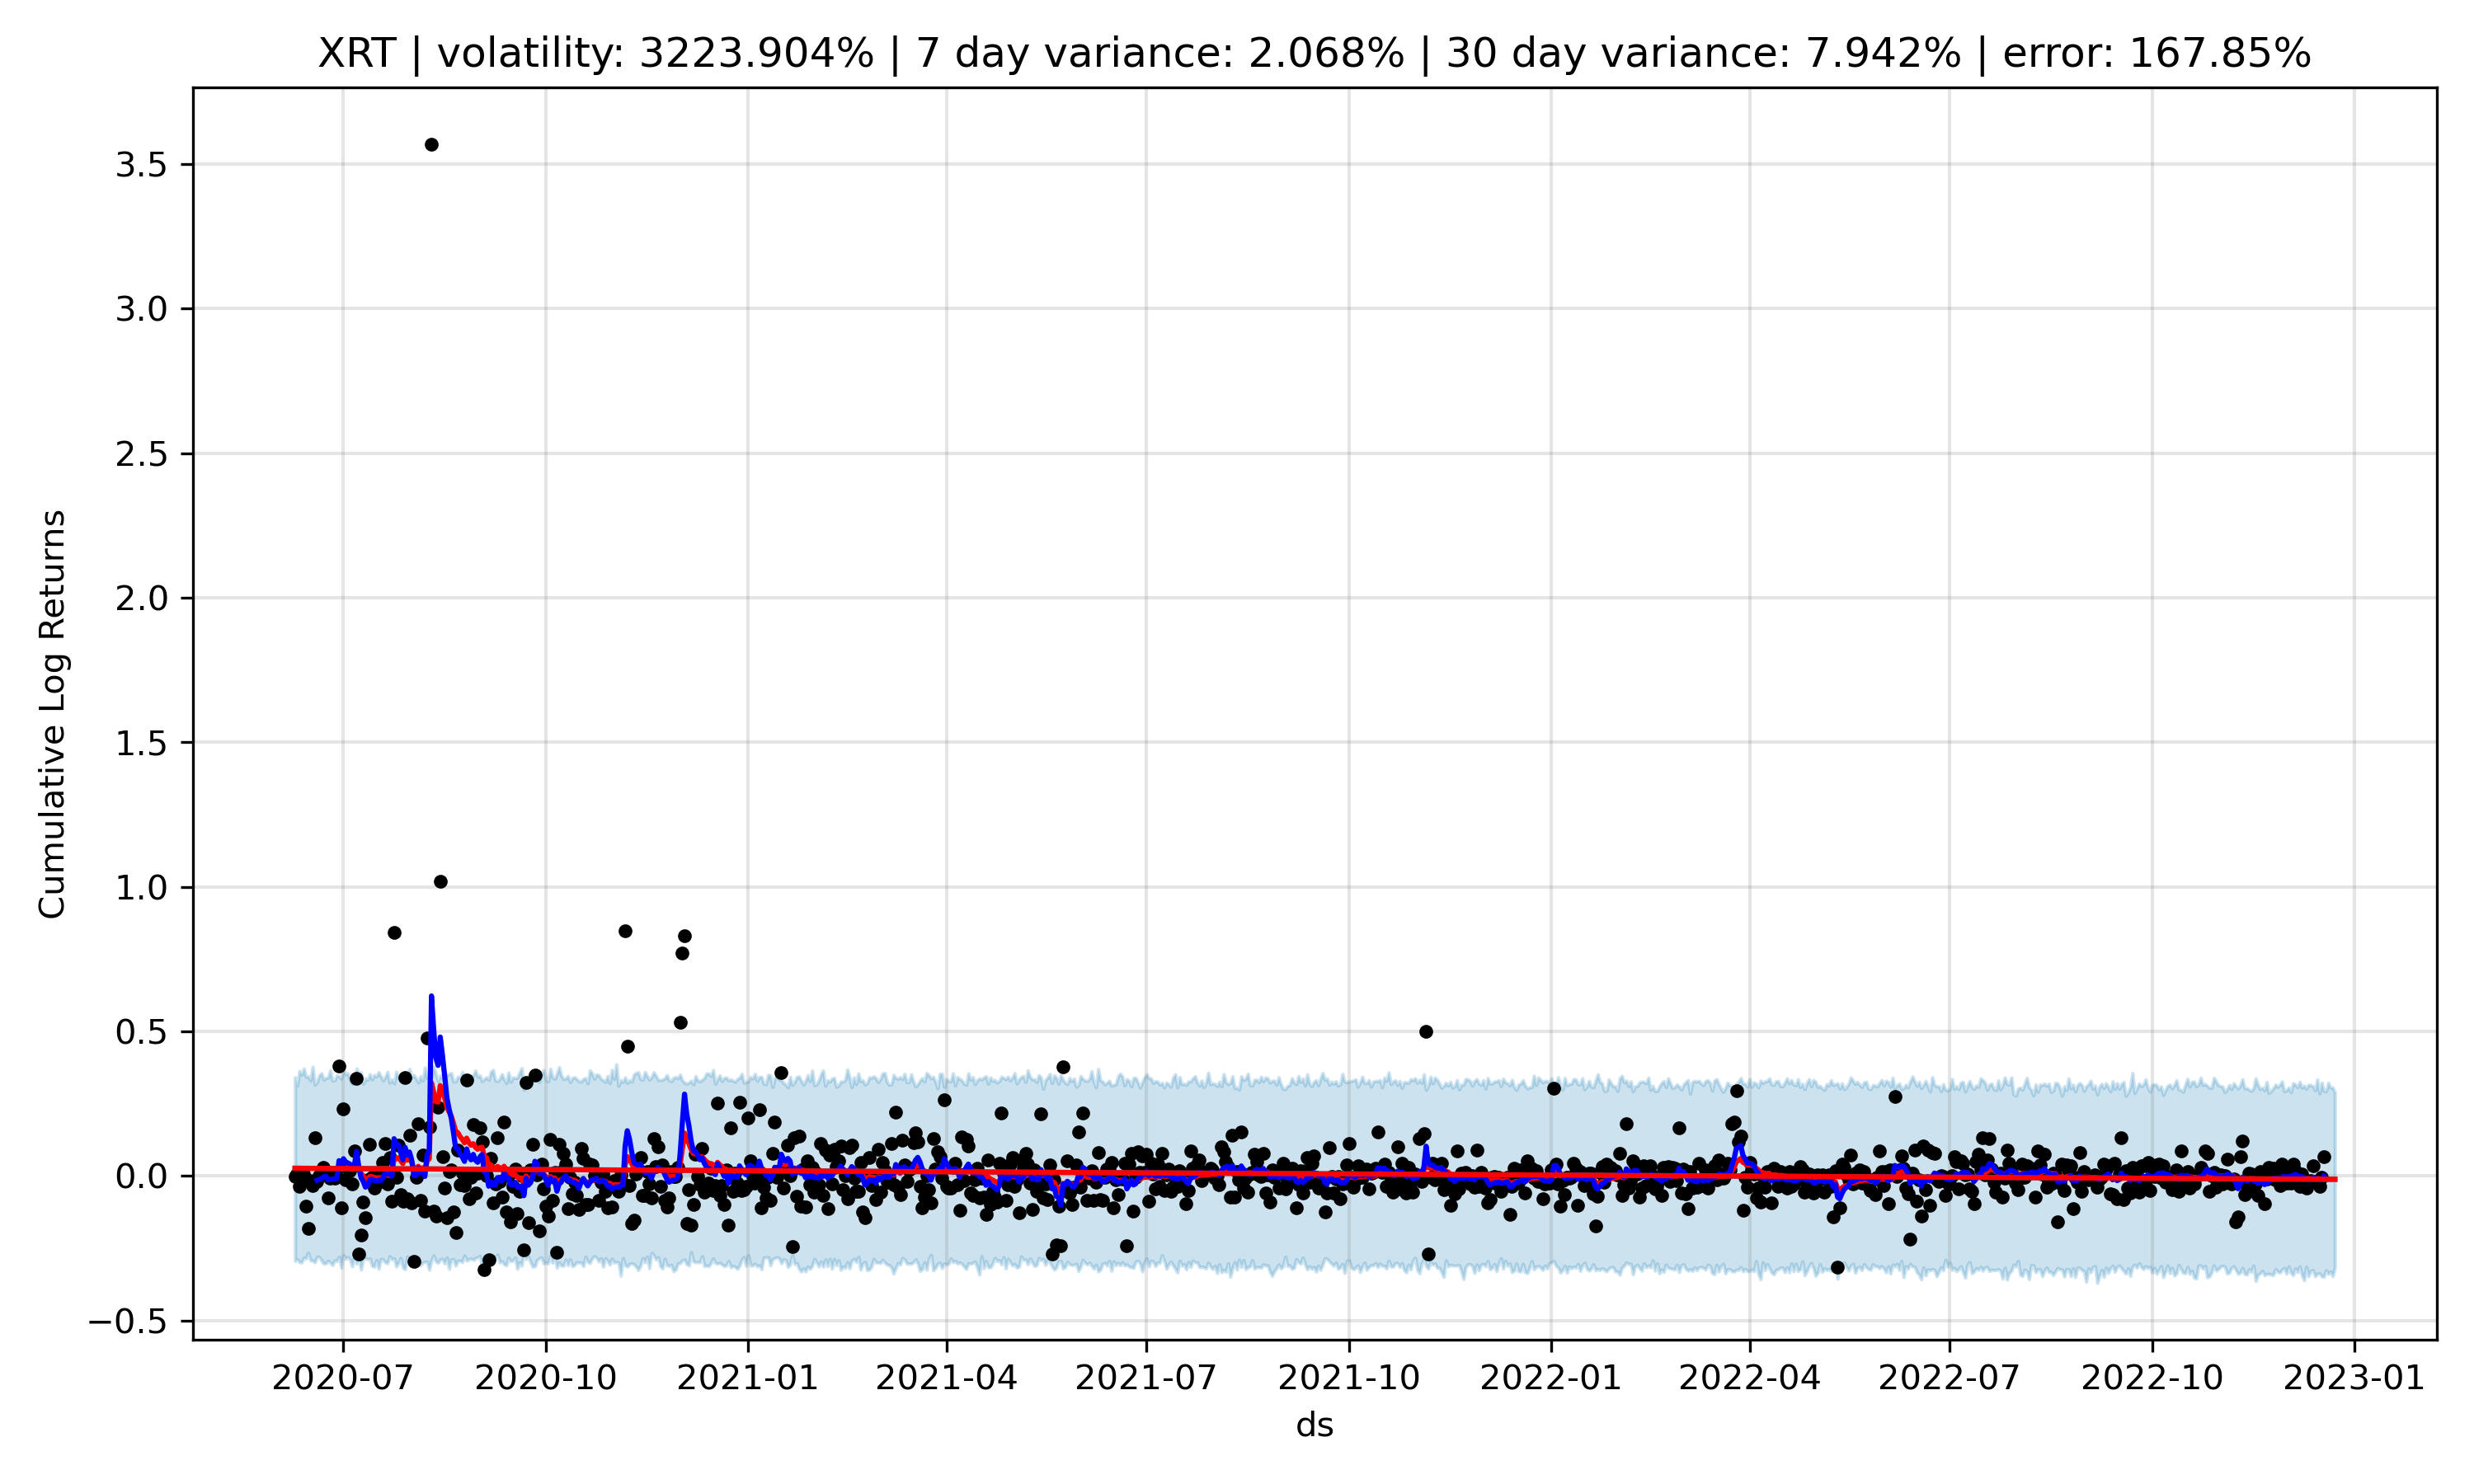 XRT | volatility: 3223.904% | 7 day variance: 2.068% | 30 day variance: 7.942% | error: 167.85%
Cumulative Log Returns
3.5
3.0
2.5
2.0
1.5
1.0
0.5
0.0
−0.5
2020-07 2020-10 2021-01 2021-04 2021-07 2021-10 2022-01 2022-04 2022-07 2022-10 2023-01
ds